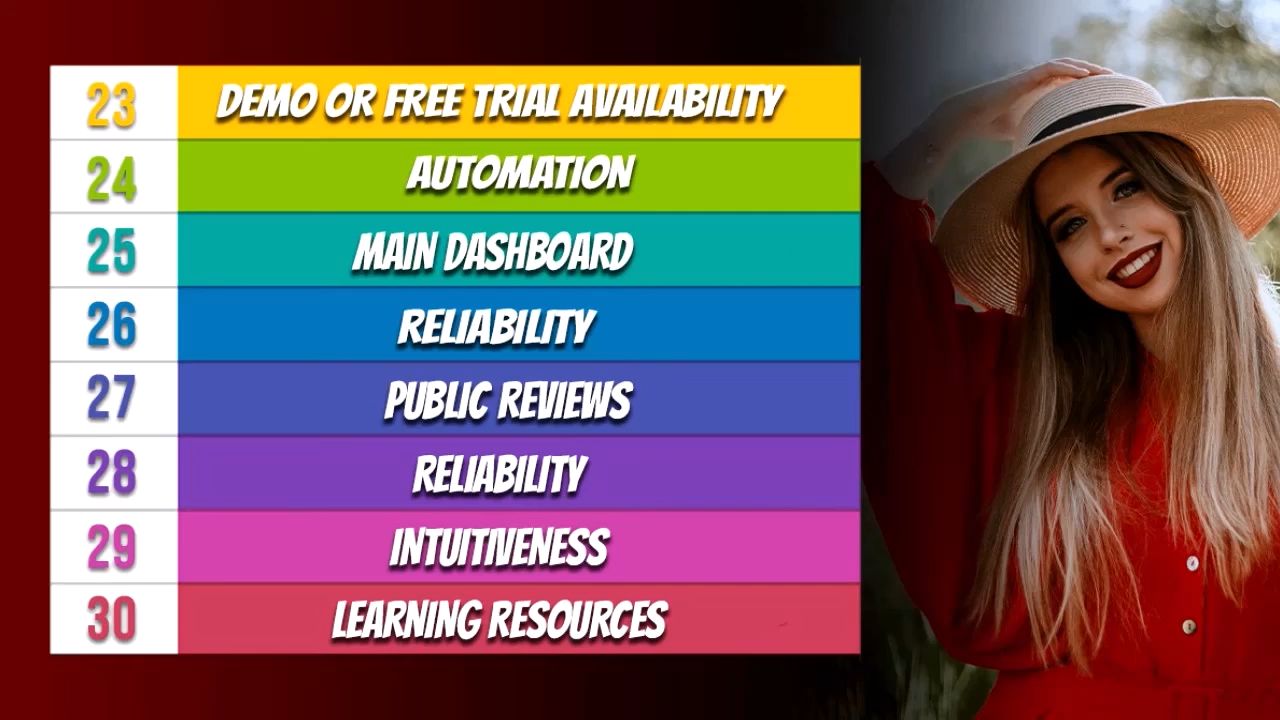 23 DEMO OR FREE TRIAL AVAILABILITY
24 AUTOMATION
25 MAIN DASHBOARD
26 RELIABILITY
27 PUBLIC REVIEWS
28 RELIABILITY
29 INTUITIVENESS
30 LEARNING RESOURCES